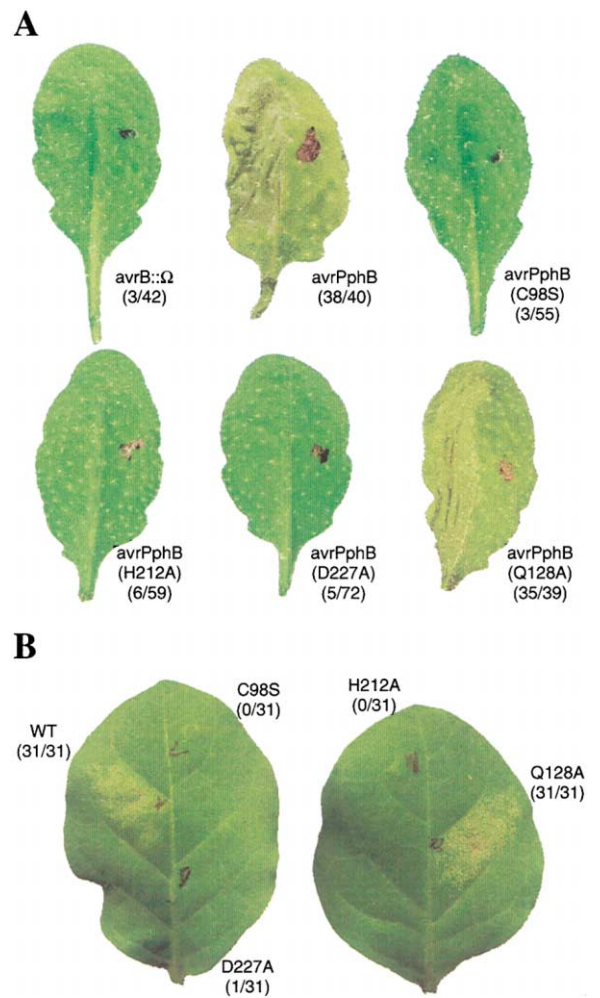 A
avrB::Ω
(3/42)
avrPphB
(38/40)
avrPphB
(C98S)
(3/55)
avrPphB
(H212A)
(6/59)
avrPphB
(D227A)
(5/72)
avrPphB
(Q128A)
(35/39)
B
WT
(31/31)
C98S
(0/31)
D227A
(1/31)
H212A
(0/31)
Q128A
(31/31)